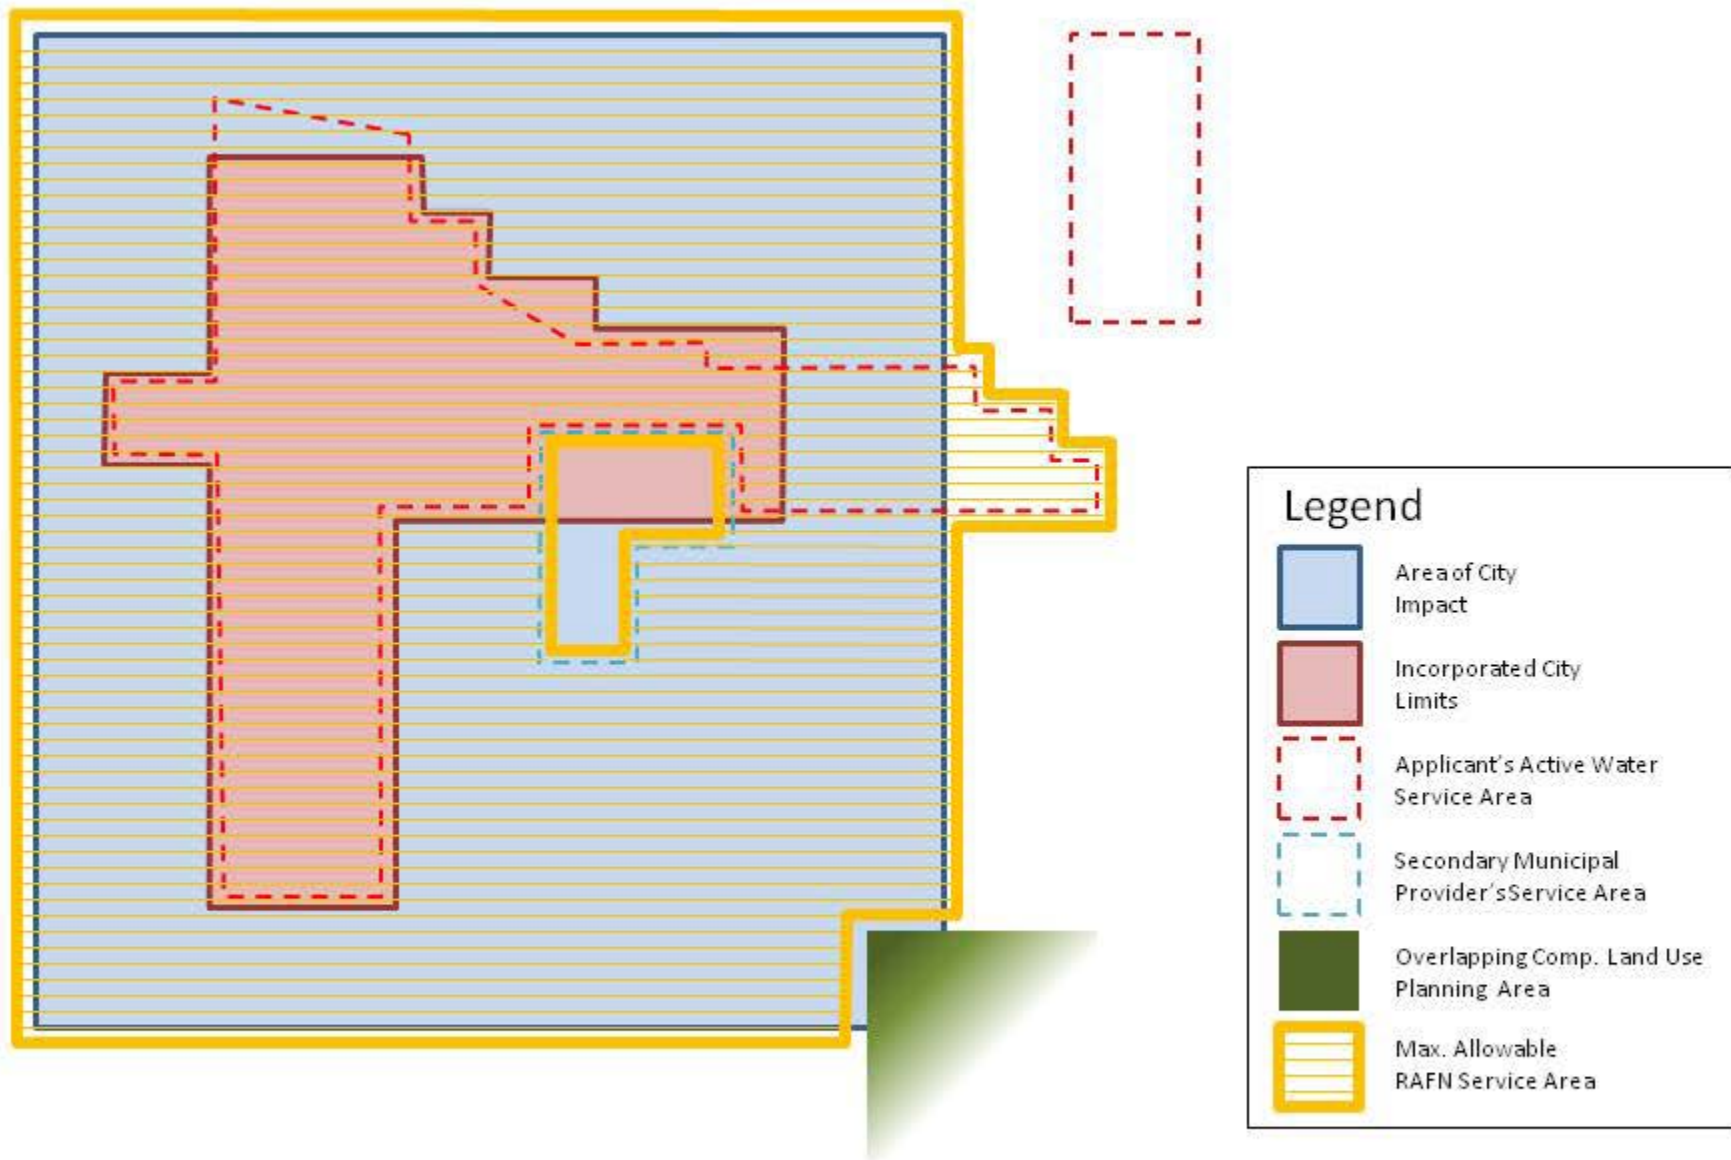 Legend
Area of City
Impact
Incorporated City
Limits
Applicant's Active Water
Service Area
Secondary Municipal
Provider's Service Area
Overlapping Comp. Land Use
Planning Area
Max. Allowable
RAFN Service Area